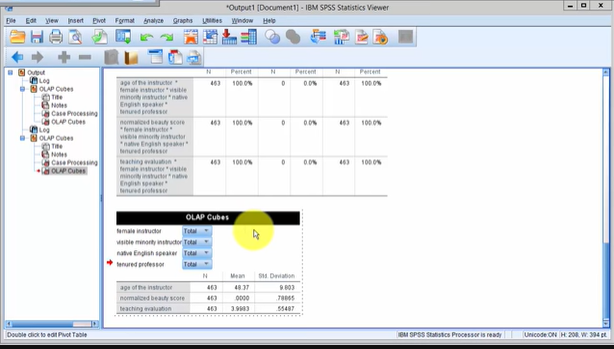 *Output1 [Document1] - IBM SPSS Statistics Viewer
File Edit View Insert Pivot Format Analyze Graphs Utilities Window Help
Output
Log
OLAP Cubes
Title
Notes
Case Processing
OLAP Cubes
Log
OLAP Cubes
Title
Notes
Case Processing
OLAP Cubes
N Percent N Percent N Percent
age of the instructor * 463 100.0% 0 0.0% 463 100.0%
female instructor * visible
minority instructor * native
English speaker *
tenured professor
normalized beauty score 463 100.0% 0 0.0% 463 100.0%
* female instructor *
visible minority instructor
* native English speaker *
tenured professor
teaching evaluation * 463 100.0% 0 0.0% 463 100.0%
female instructor * visible
minority instructor * native
English speaker *
tenured professor
OLAP Cubes
female instructor Total
visible minority instructor Total
native English speaker Total
tenured professor Total
N Mean Std. Deviation
age of the instructor 463 48.37 9.803
normalized beauty score 463 .0000 .78865
teaching evaluation 463 3.9983 .55487
Double click to edit Pivot Table IBM SPSS Statistics Processor is ready Unicode:ON H: 208, W: 394 pt.